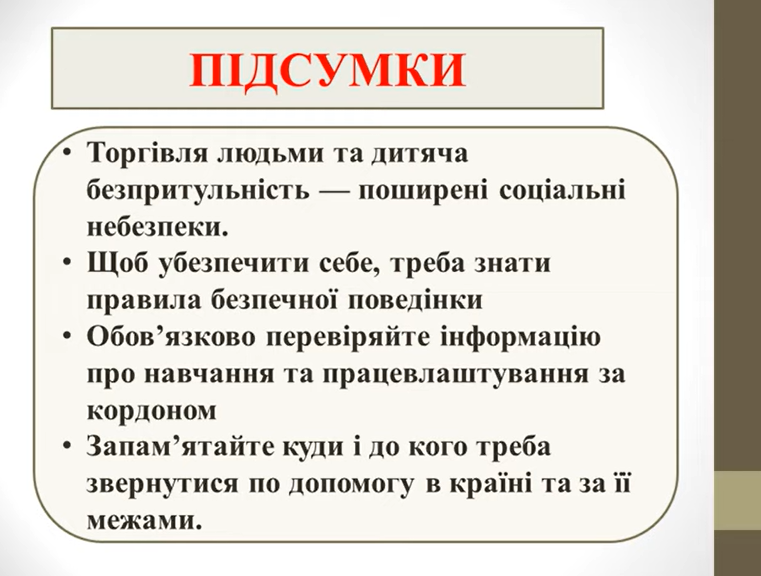 ПІДСУМКИ
• Торгівля людьми та дитяча
безпритульність — поширені соціальні
небезпеки.
• Щоб убезпечити себе, треба знати
правила безпечної поведінки
• Обов’язково перевіряйте інформацію
про навчання та працевлаштування за
кордоном
• Запам’ятайте куди і до кого треба
звернутися по допомогу в країні та за її
межами.